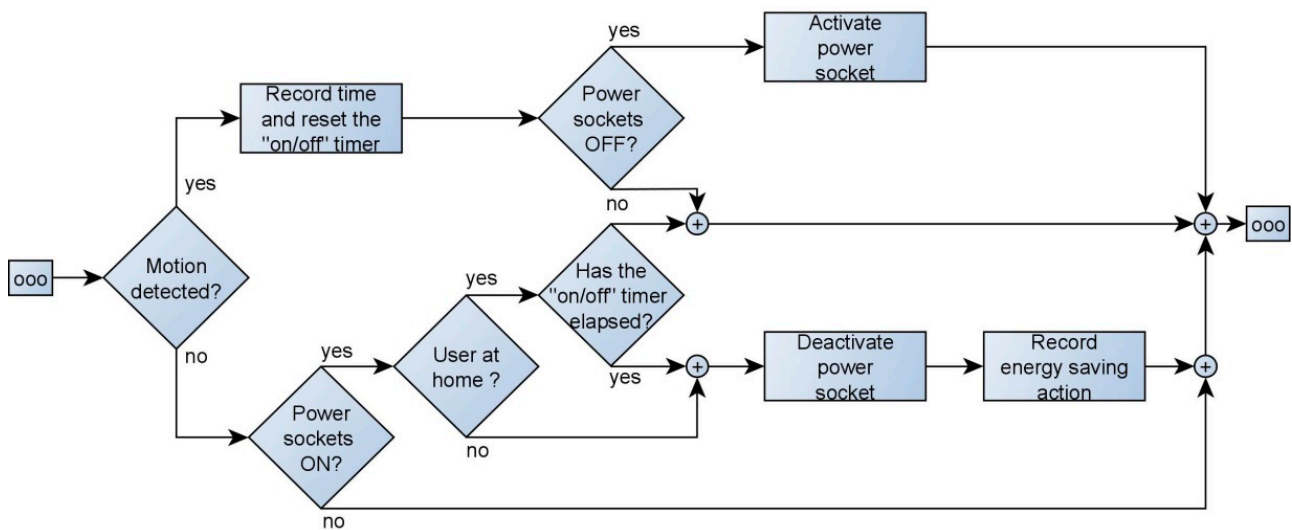 yes
Activate
power
socket
Record time
and reset the
"on/off" timer
Power
sockets
OFF?
yes
no
+
+
ooo
ooo
Motion
detected?
Has the
"on/off" timer
elapsed?
yes
no
yes
User at
home ?
yes
+
Deactivate
power
socket
Record
energy saving
action
+
Power
sockets
ON?
no
no